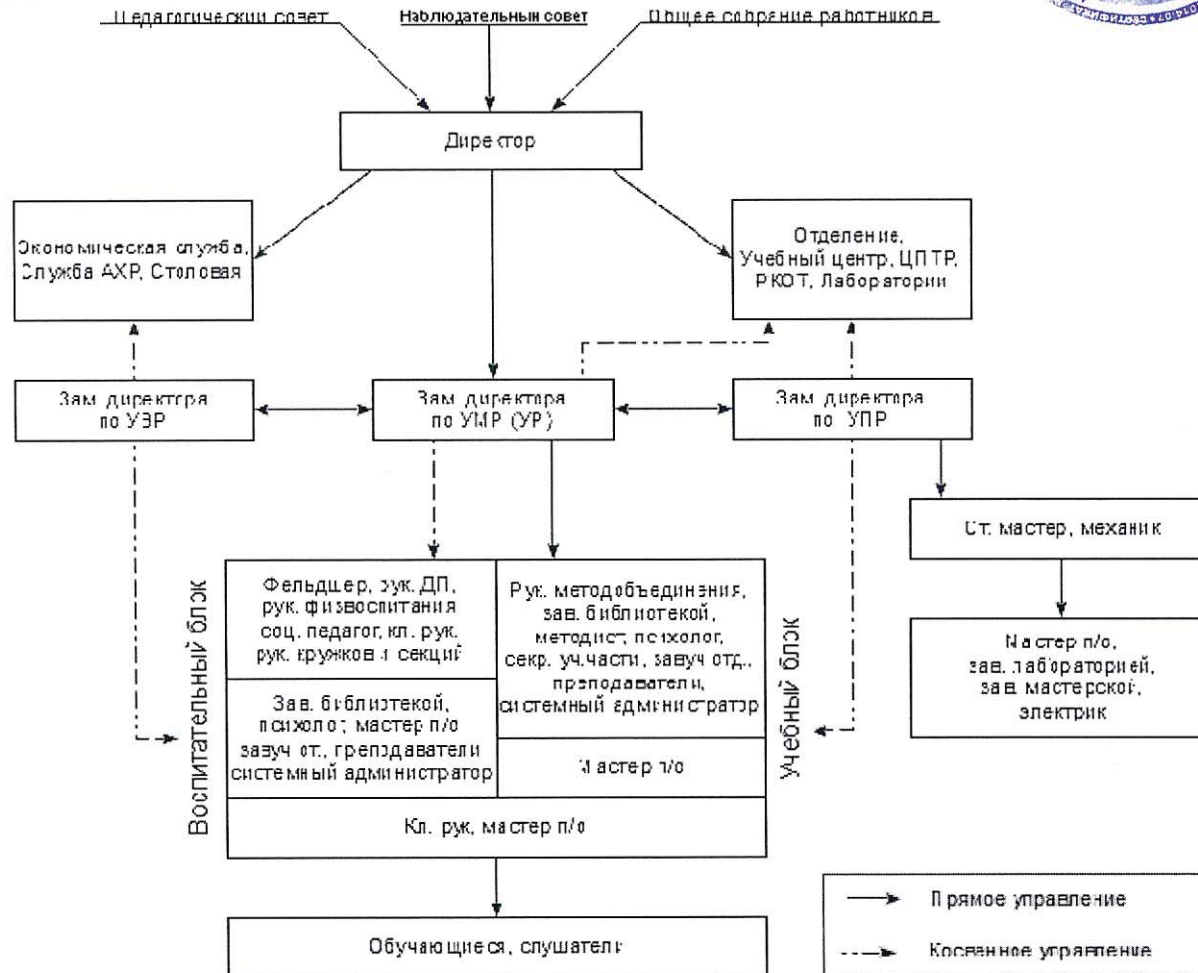 Педагогический совет
Наблюдательный совет
Общее собрание работников
Директор
Экономическая служба,
Служба АХР, Столовая
Отделение,
Учебный центр, ЦПТР,
РКОТ, Лаборатории
Зам. директора
по УВР
Зам. директора
по УМР (УР)
Зам. директора
по УПР
Ст. мастер, механик
Мастер п/о,
зав. лабораторией,
зав. мастерской,
электрик
Воспитательный блок
Фельдшер, рук. ДП,
рук. физвоспитания
соц. педагог, кл. рук.
рук. кружков и секций
Зав. библиотекой,
психолог, мастер п/о
завуч от., преподаватели
системный администратор
Рук. методобъединения,
зав. библиотекой,
методист, психолог,
секр. уч.части, завуч отд.,
преподаватели,
системный администратор
Мастер п/о
Учебный блок
Кл. рук, мастер п/о
Обучающиеся, слушатели
Прямое управление
Косвенное управление